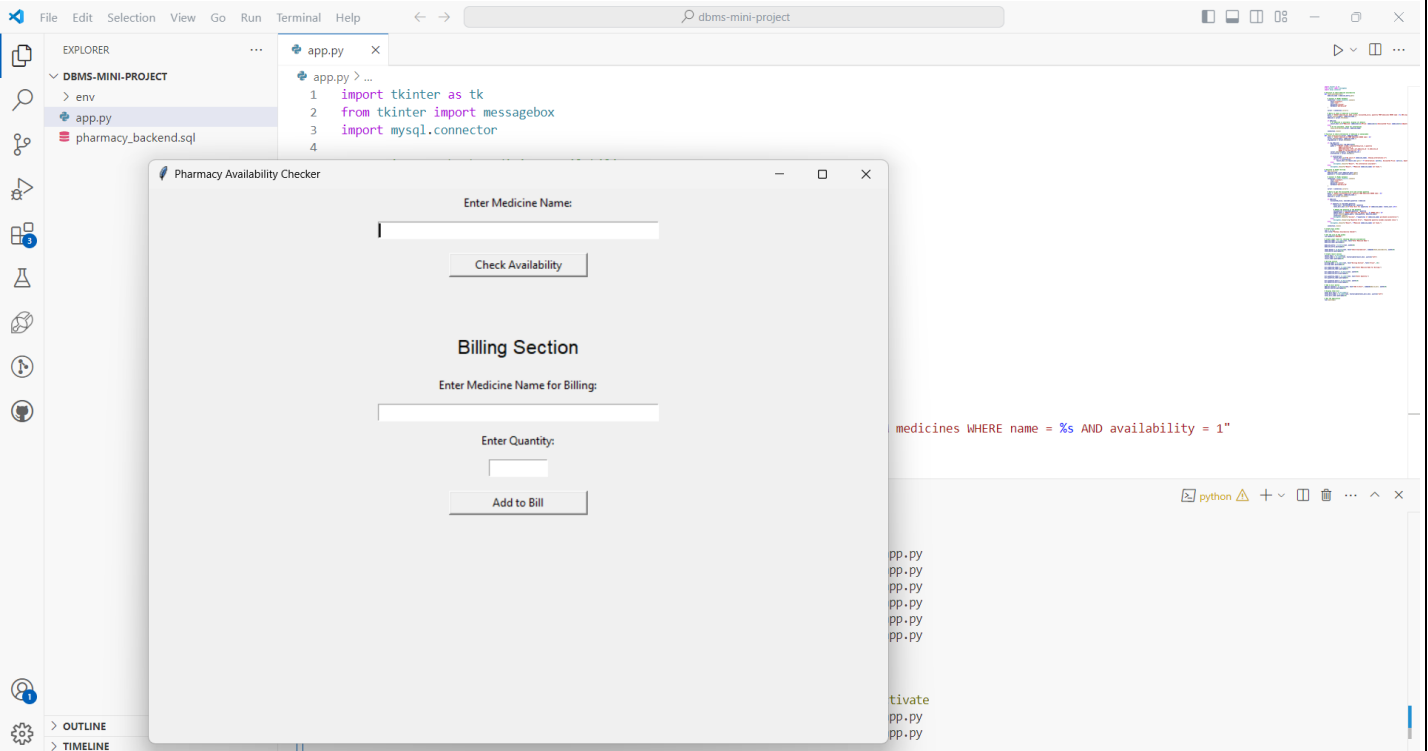 File Edit Selection View Go Run Terminal Help dbms-mini-project
EXPLORER
app.py
DBMS-MINI-PROJECT
env
app.py
pharmacy_backend.sql
app.py > ...
1 import tkinter as tk
2 from tkinter import messagebox
3 import mysql.connector
4
Pharmacy Availability Checker
Enter Medicine Name:
Check Availability
Billing Section
Enter Medicine Name for Billing:
Enter Quantity:
Add to Bill
medicines WHERE name = %s AND availability = 1"
python
pp.py
pp.py
pp.py
pp.py
pp.py
pp.py
tivate
pp.py
pp.py
3
1
OUTLINE
TIMELINE